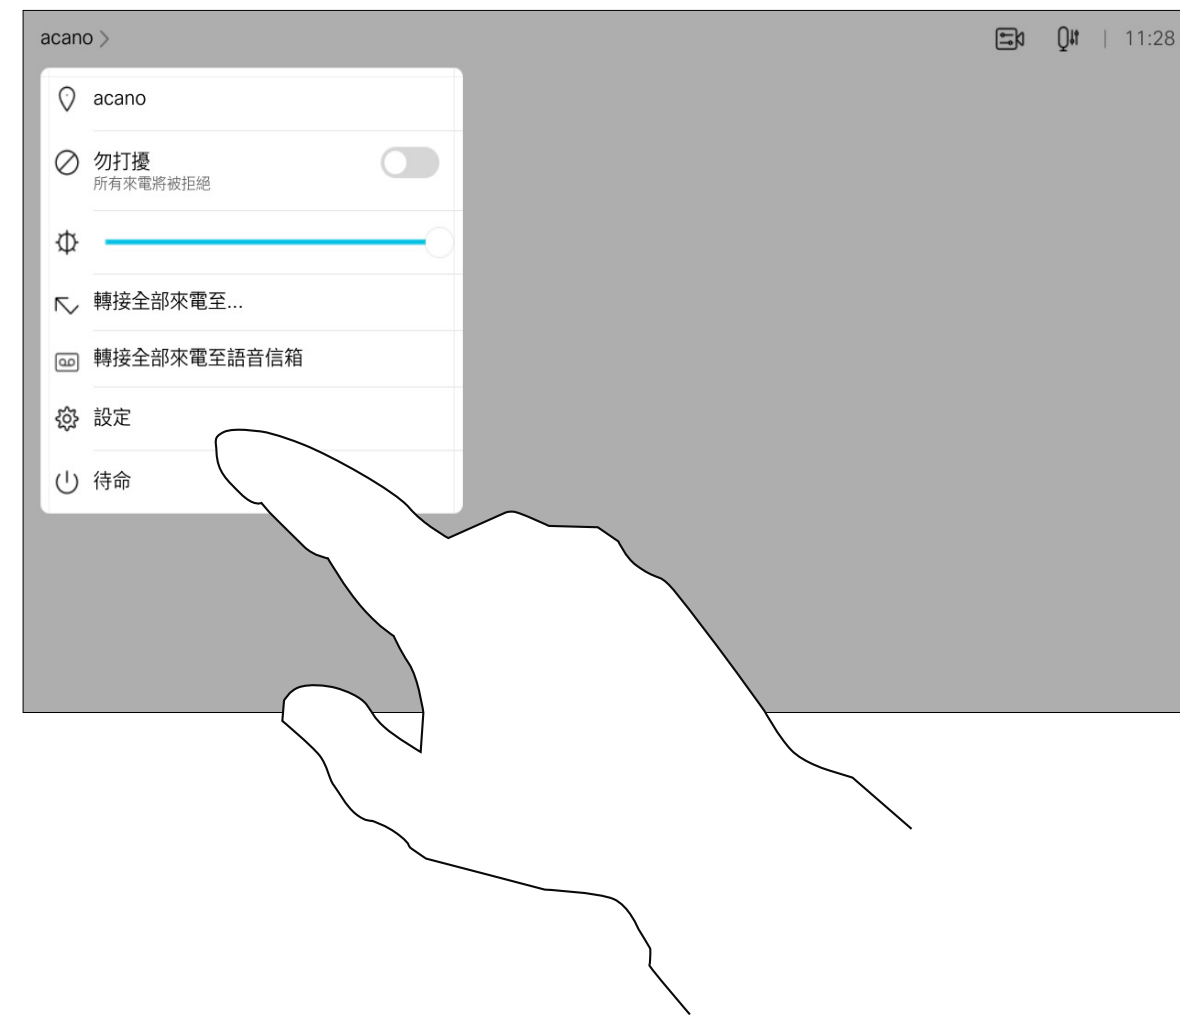 acano
11:28
acano
勿打擾
所有來電將被拒絕
轉接全部來電至...
轉接全部來電至語音信箱
設定
待命